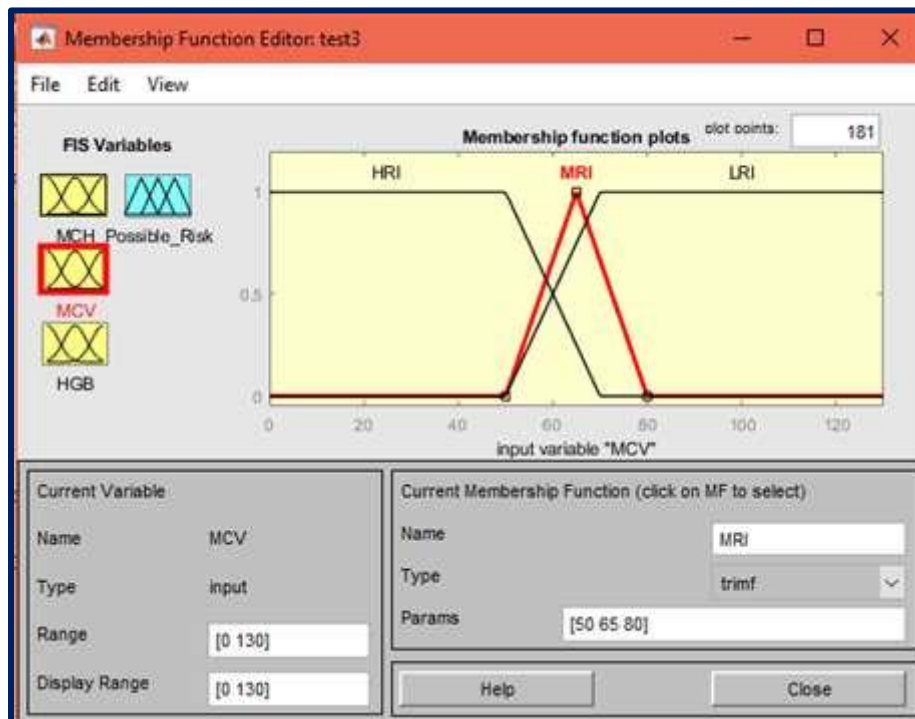 Membership Function Editor: test3
File Edit View
FIS Variables
Membership function plots
plot points: 181
MCH Possible_Risk
MCV
HGB
HRI MRI LRI
1
0.5
0
0 20 40 60 80 100 120
input variable "MCV"
Current Variable
Name MCV
Type input
Range [0 130]
Display Range [0 130]
Current Membership Function (click on MF to select)
Name MRI
Type trimf
Params [50 65 80]
Help Close